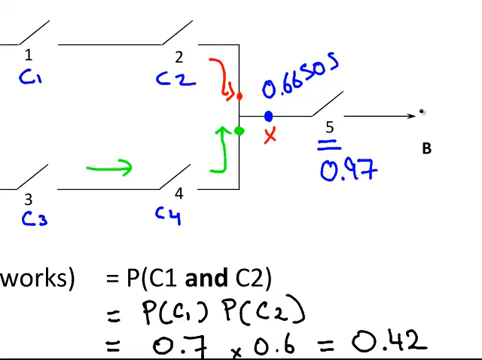 1
2
C1
C2
0.66505
X
5
0.97
B
3
4
C3
C4
works) = P(C1 and C2)
= P(C1) P(C2)
= 0.7 x 0.6 = 0.42